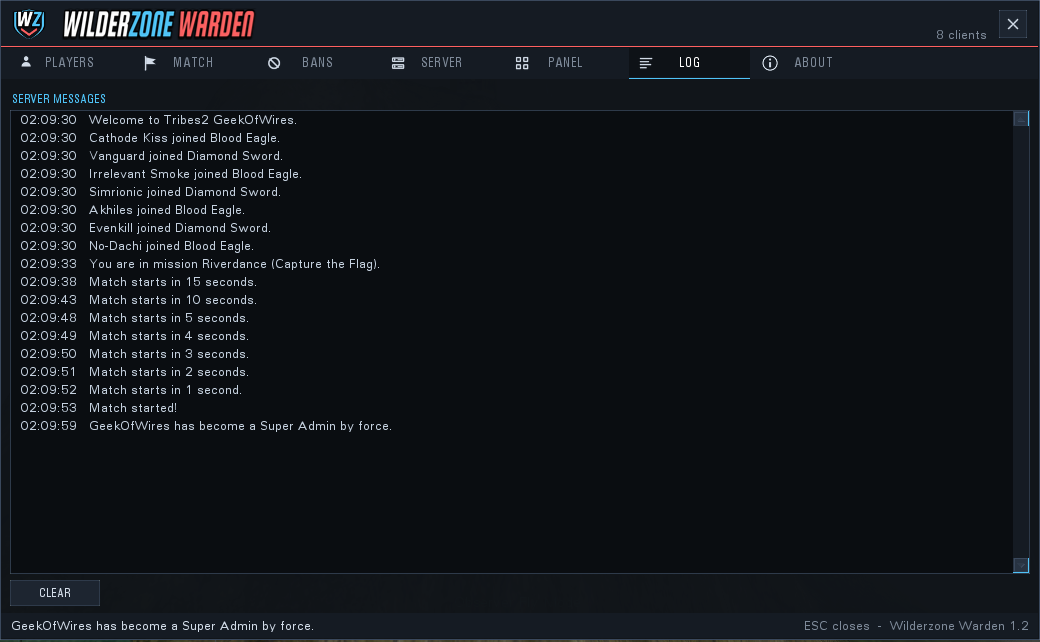 WZ WILDERZONE WARDEN
8 clients
PLAYERS MATCH BANS SERVER PANEL LOG ABOUT
SERVER MESSAGES
02:09:30 Welcome to Tribes2 GeekOfWires.
02:09:30 Cathode Kiss joined Blood Eagle.
02:09:30 Vanguard joined Diamond Sword.
02:09:30 Irrelevant Smoke joined Blood Eagle.
02:09:30 Simrionic joined Diamond Sword.
02:09:30 Akhiles joined Blood Eagle.
02:09:30 Evenkill joined Diamond Sword.
02:09:30 No-Dachi joined Blood Eagle.
02:09:33 You are in mission Riverdance (Capture the Flag).
02:09:38 Match starts in 15 seconds.
02:09:43 Match starts in 10 seconds.
02:09:48 Match starts in 5 seconds.
02:09:49 Match starts in 4 seconds.
02:09:50 Match starts in 3 seconds.
02:09:51 Match starts in 2 seconds.
02:09:52 Match starts in 1 second.
02:09:53 Match started!
02:09:59 GeekOfWires has become a Super Admin by force.
CLEAR
GeekOfWires has become a Super Admin by force. ESC closes - Wilderzone Warden 1.2